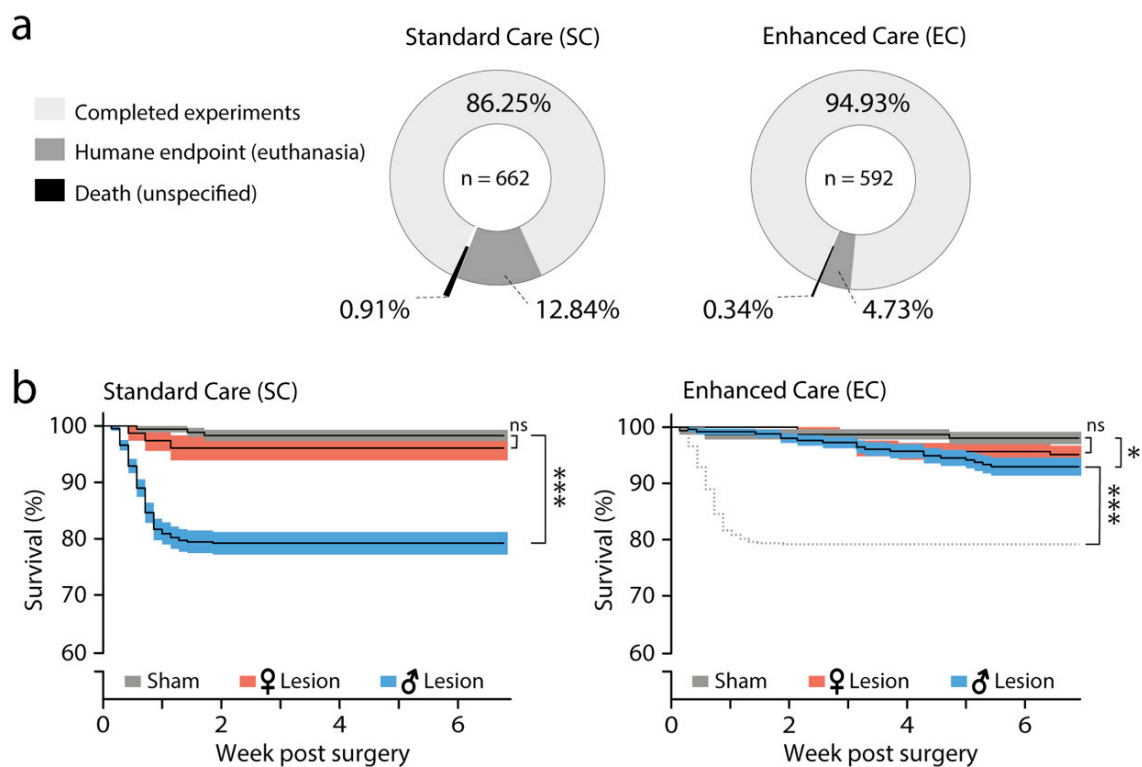 a
Standard Care (SC)
Enhanced Care (EC)
Completed experiments
Humane endpoint (euthanasia)
Death (unspecified)
86.25%
n = 662
0.91%
12.84%
94.93%
n = 592
0.34%
4.73%
b
Standard Care (SC)
100
90
80
70
60
Survival (%)
ns
***
Sham
♀ Lesion
♂ Lesion
0 2 4 6
Week post surgery
Enhanced Care (EC)
100
90
80
70
60
Survival (%)
ns
*
***
Sham
♀ Lesion
♂ Lesion
0 2 4 6
Week post surgery